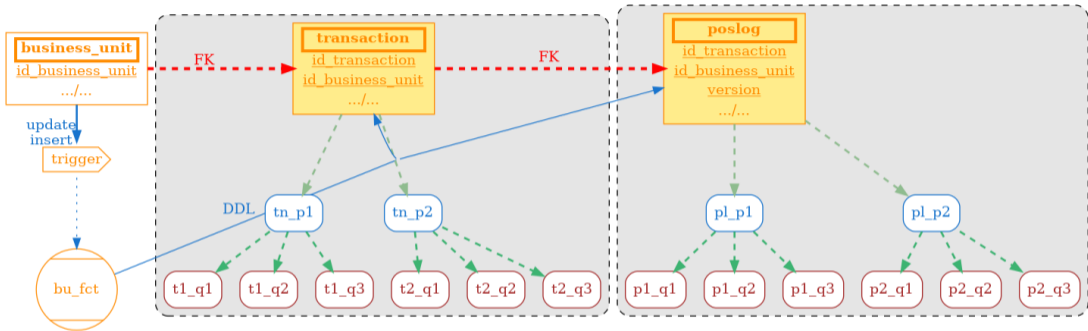 business_unit
id_business_unit
.../...
update
insert
trigger
bu_fct
DDL
FK
transaction
id_transaction
id_business_unit
.../...
tn_p1
tn_p2
t1_q1
t1_q2
t1_q3
t2_q1
t2_q2
t2_q3
FK
poslog
id_transaction
id_business_unit
version
.../...
pl_p1
pl_p2
p1_q1
p1_q2
p1_q3
p2_q1
p2_q2
p2_q3